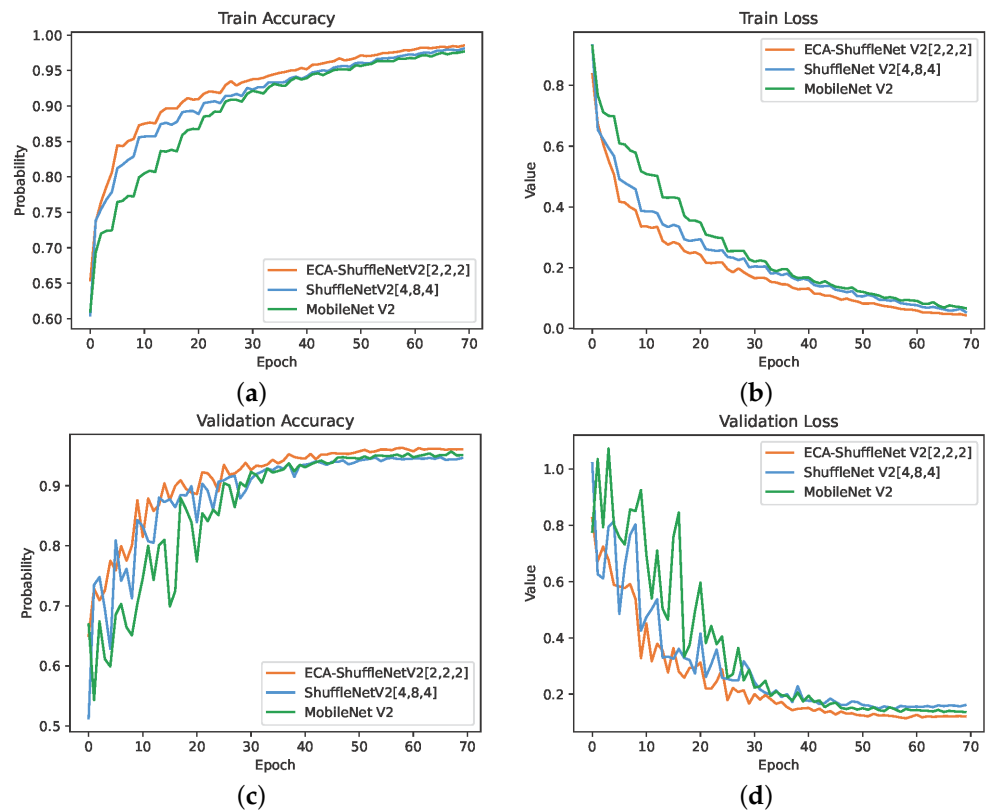 Train Accuracy
Probability
1.00
0.95
0.90
0.85
0.80
0.75
0.70
0.65
0.60
ECA-ShuffleNetV2[2,2,2]
ShuffleNetV2[4,8,4]
MobileNet V2
0 10 20 30 40 50 60 70
Epoch
(a)
Train Loss
Value
0.8
0.6
0.4
0.2
0.0
ECA-ShuffleNet V2[2,2,2]
ShuffleNet V2[4,8,4]
MobileNet V2
0 10 20 30 40 50 60 70
Epoch
(b)
Validation Accuracy
Probability
0.9
0.8
0.7
0.6
0.5
ECA-ShuffleNetV2[2,2,2]
ShuffleNetV2[4,8,4]
MobileNet V2
0 10 20 30 40 50 60 70
Epoch
(c)
Validation Loss
Value
1.0
0.8
0.6
0.4
0.2
ECA-ShuffleNet V2[2,2,2]
ShuffleNet V2[4,8,4]
MobileNet V2
0 10 20 30 40 50 60 70
Epoch
(d)